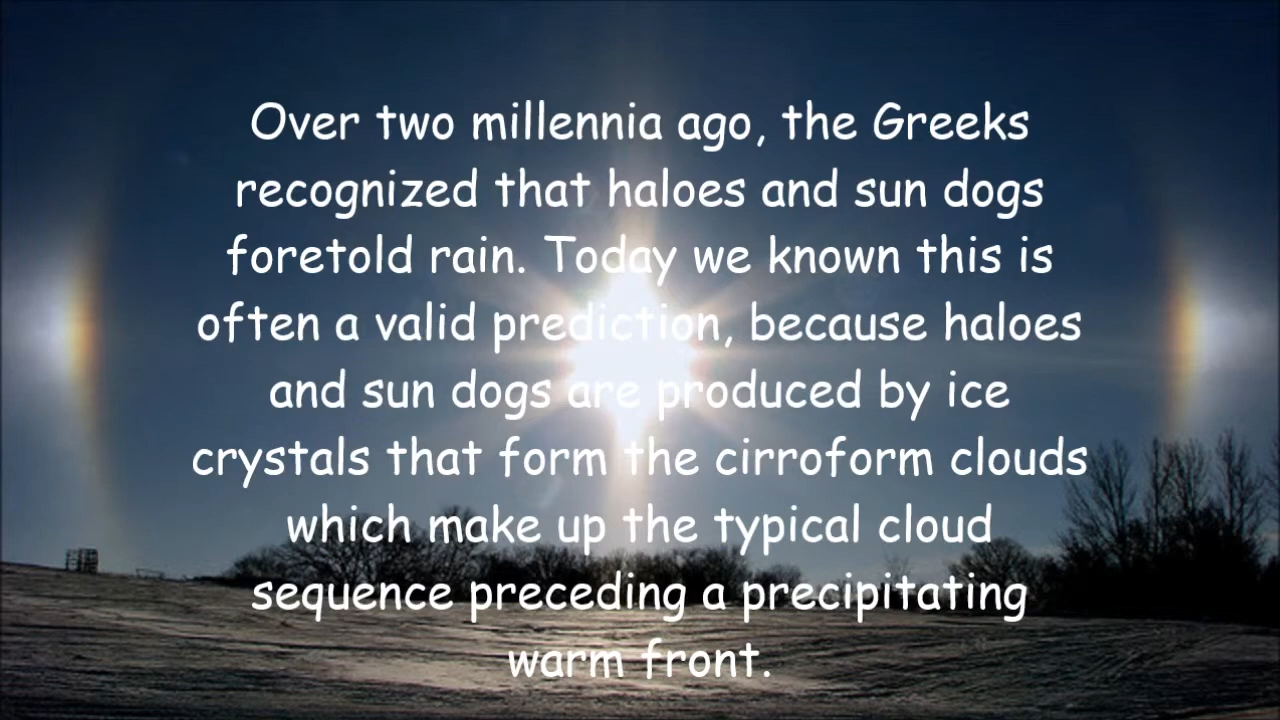 Over two millennia ago, the Greeks
recognized that haloes and sun dogs
foretold rain. Today we known this is
often a valid prediction, because haloes
and sun dogs are produced by ice
crystals that form the cirroform clouds
which make up the typical cloud
sequence preceding a precipitating
warm front.